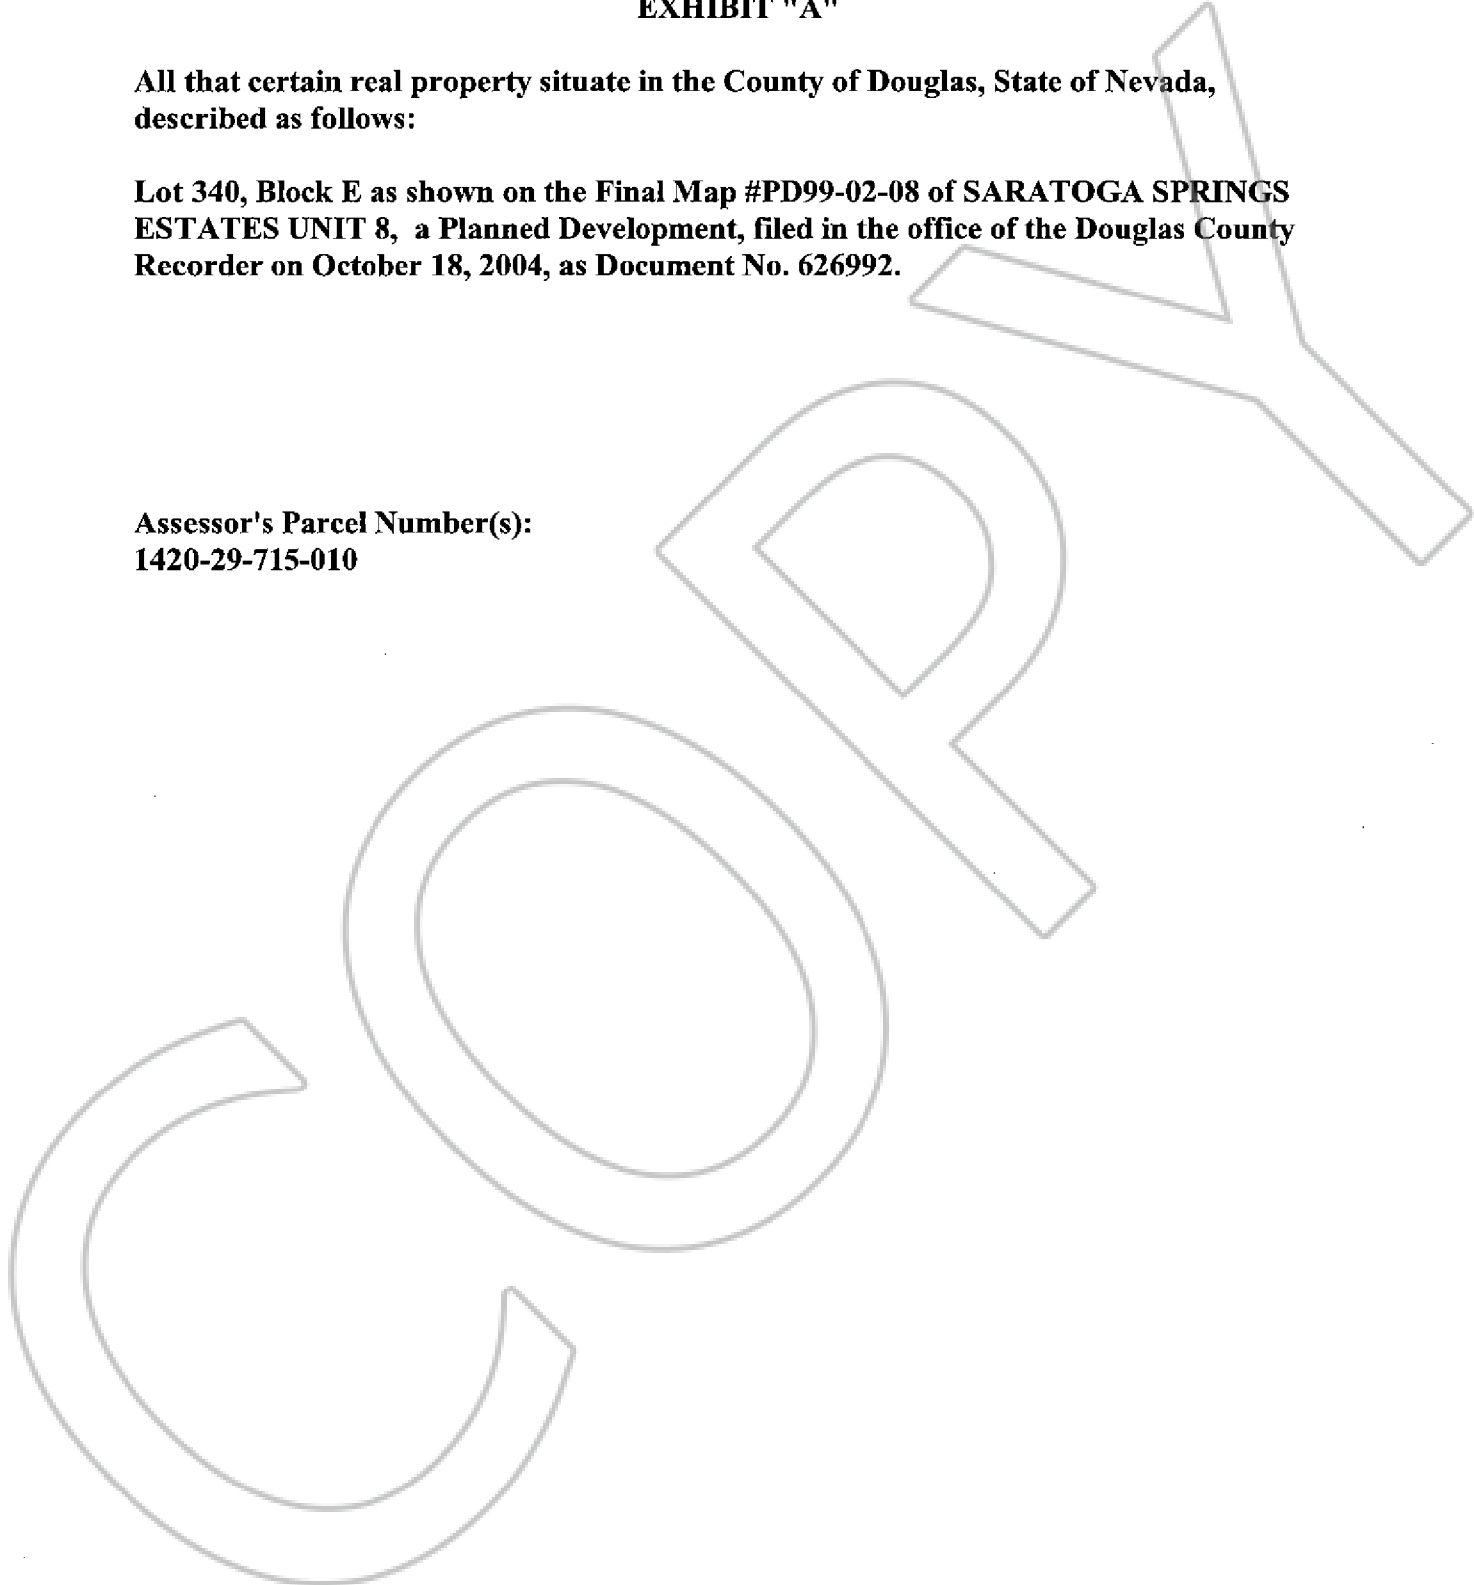 EXHIBIT "A"
All that certain real property situate in the County of Douglas, State of Nevada,
described as follows:
Lot 340, Block E as shown on the Final Map #PD99-02-08 of SARATOGA SPRINGS
ESTATES UNIT 8, a Planned Development, filed in the office of the Douglas County
Recorder on October 18, 2004, as Document No. 626992.
Assessor's Parcel Number(s):
1420-29-715-010
COPY